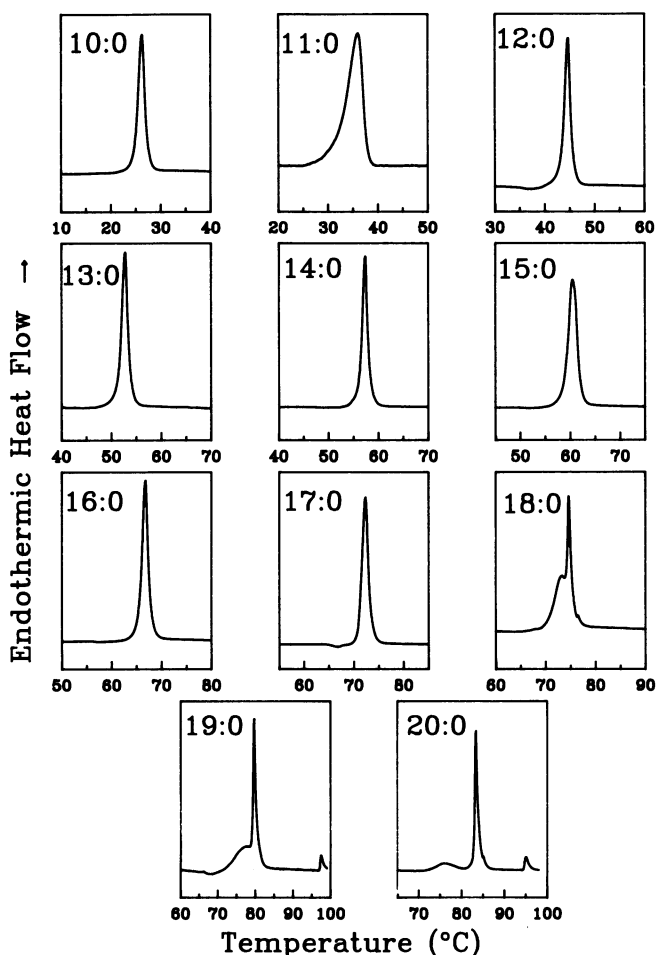 10:0 11:0 12:0
10 20 30 40 20 30 40 50 30 40 50 60
13:0 14:0 15:0
40 50 60 70 40 50 60 70 50 60 70
16:0 17:0 18:0
50 60 70 80 60 70 80 60 70 80 90
19:0 20:0
60 70 80 90 100 70 80 90 100
Temperature (°C)
Endothermic Heat Flow →